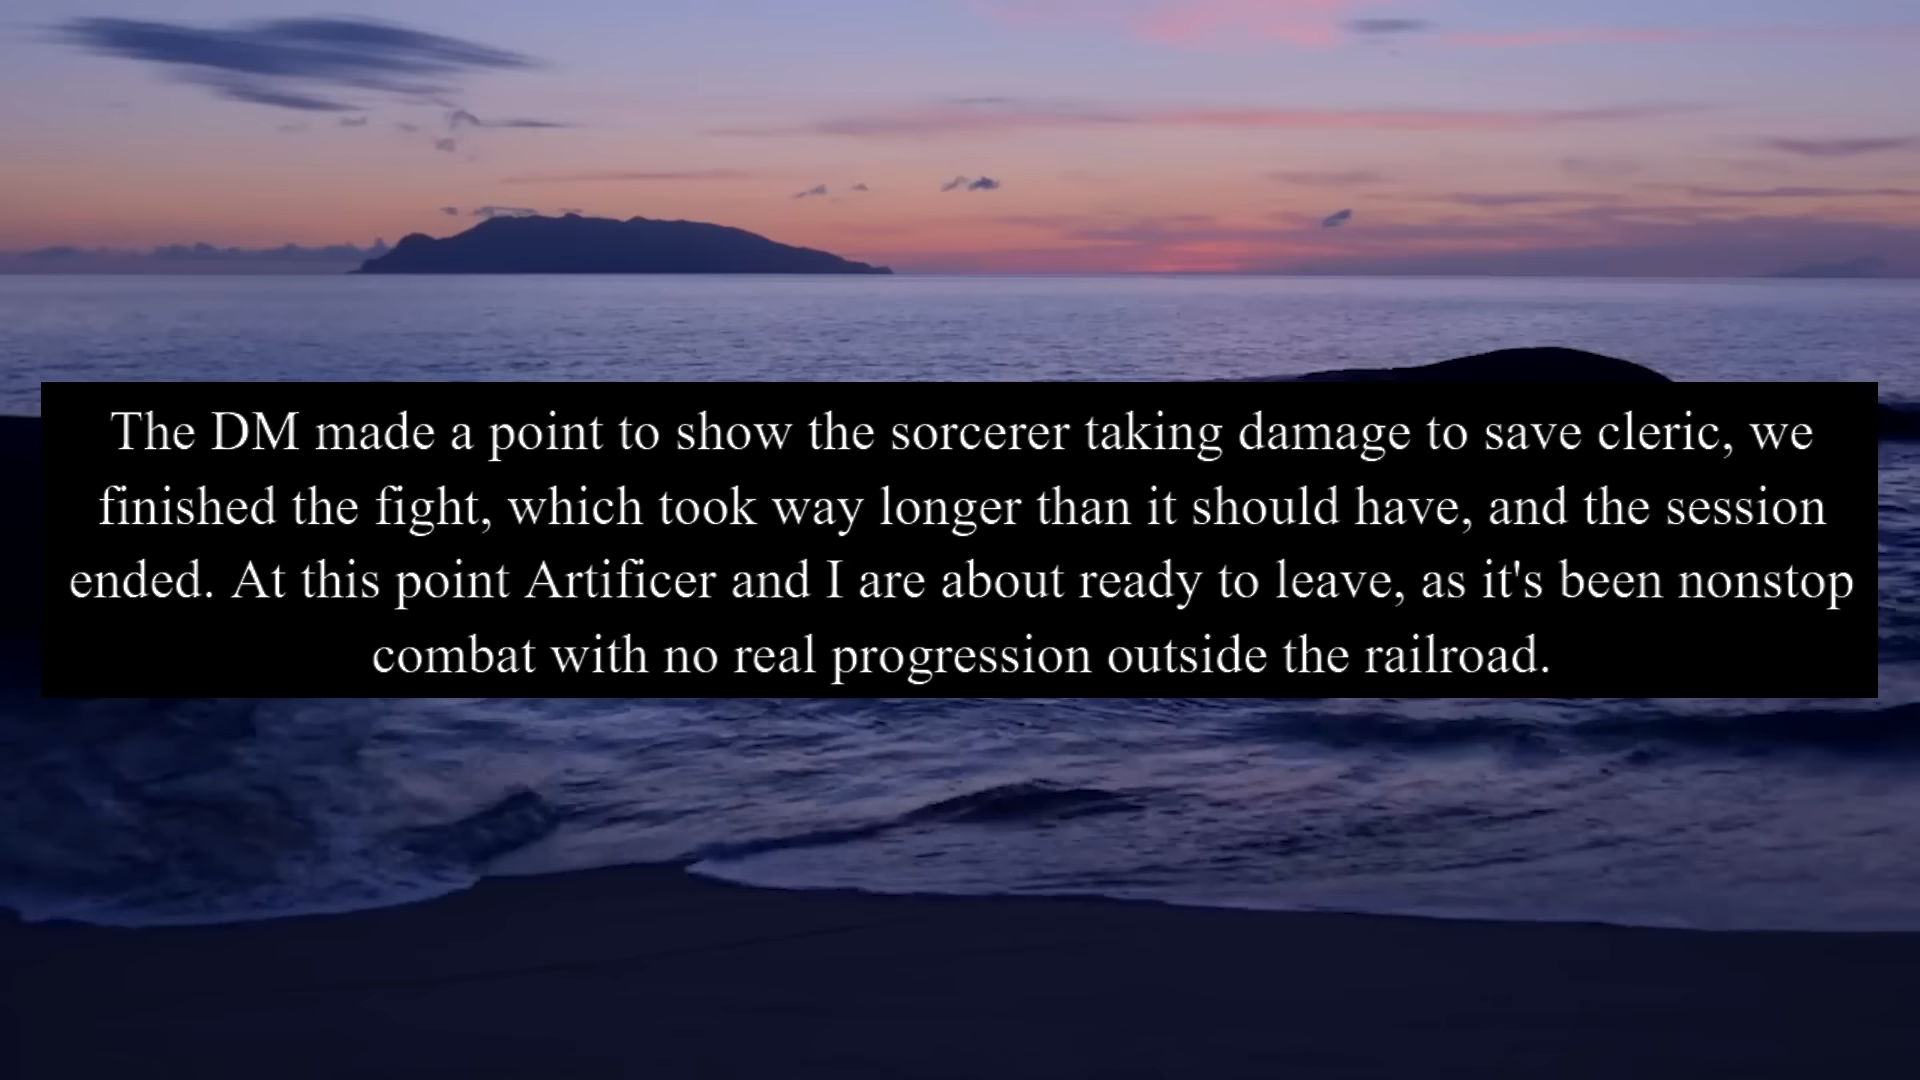 The DM made a point to show the sorcerer taking damage to save cleric, we
finished the fight, which took way longer than it should have, and the session
ended. At this point Artificer and I are about ready to leave, as it's been nonstop
combat with no real progression outside the railroad.